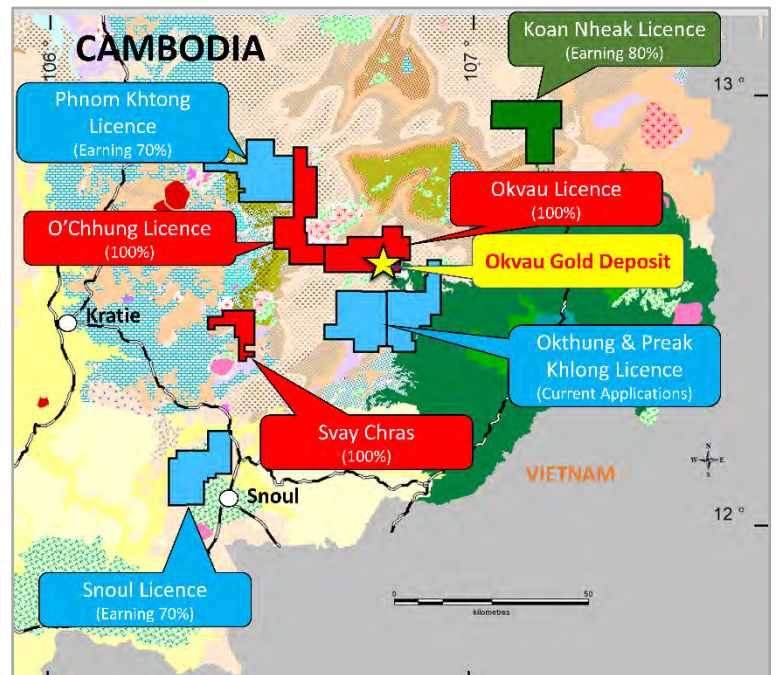 106 °
107 °
CAMBODIA
Koan Nheak Licence
(Earning 80%)
13 °
Phnom Khtong
Licence
(Earning 70%)
Okvau Licence
(100%)
O'Chhung Licence
(100%)
Okvau Gold Deposit
Kratie
Okthung & Preak
Khlong Licence
(Current Applications)
Svay Chras
(100%)
VIETNAM
N
W E
S
Snoul
12 °
Snoul Licence
(Earning 70%)
0 50
kilometres